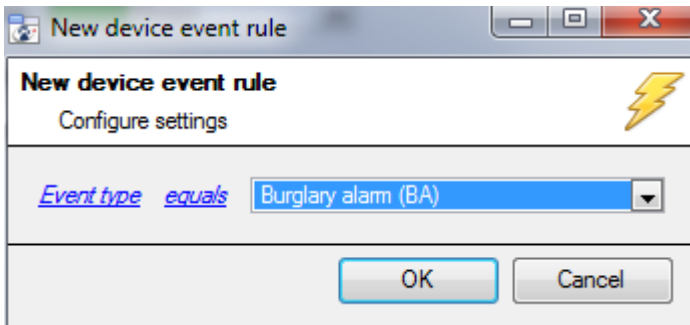 New device event rule
New device event rule
Configure settings
Event type equals Burglary alarm (BA)
OK Cancel